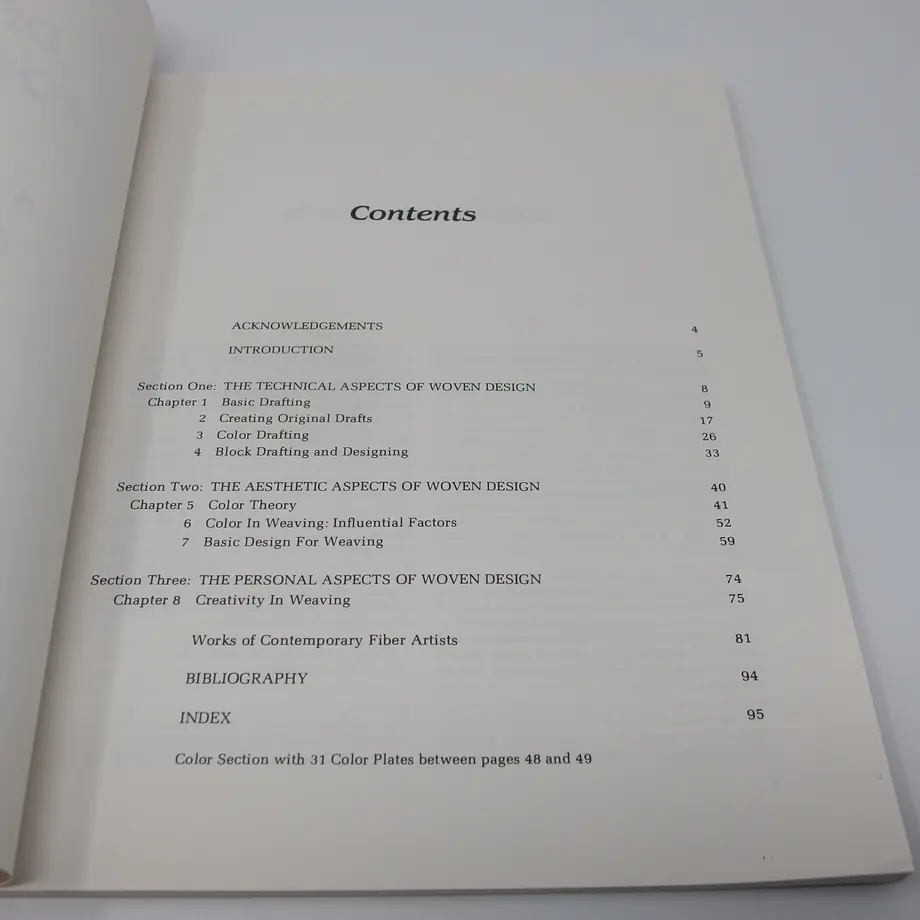 Contents
ACKNOWLEDGEMENTS 4
INTRODUCTION 5
Section One: THE TECHNICAL ASPECTS OF WOVEN DESIGN 8
Chapter 1 Basic Drafting 9
2 Creating Original Drafts 17
3 Color Drafting 26
4 Block Drafting and Designing 33
Section Two: THE AESTHETIC ASPECTS OF WOVEN DESIGN 40
Chapter 5 Color Theory 41
6 Color In Weaving: Influential Factors 52
7 Basic Design For Weaving 59
Section Three: THE PERSONAL ASPECTS OF WOVEN DESIGN 74
Chapter 8 Creativity In Weaving 75
Works of Contemporary Fiber Artists 81
BIBLIOGRAPHY 94
INDEX 95
Color Section with 31 Color Plates between pages 48 and 49